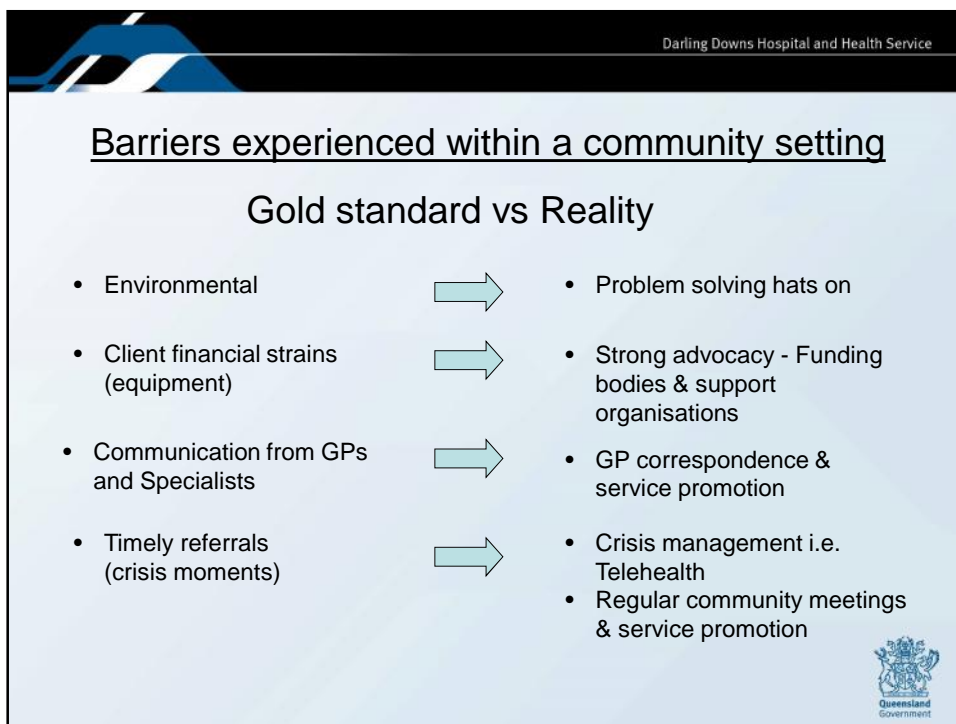 Darling Downs Hospital and Health Service
Barriers experienced within a community setting
Gold standard vs Reality
• Environmental
• Problem solving hats on
• Client financial strains
(equipment)
• Strong advocacy - Funding
bodies & support
organisations
• Communication from GPs
and Specialists
• GP correspondence &
service promotion
• Timely referrals
(crisis moments)
• Crisis management i.e.
Telehealth
• Regular community meetings
& service promotion
Queensland
Government